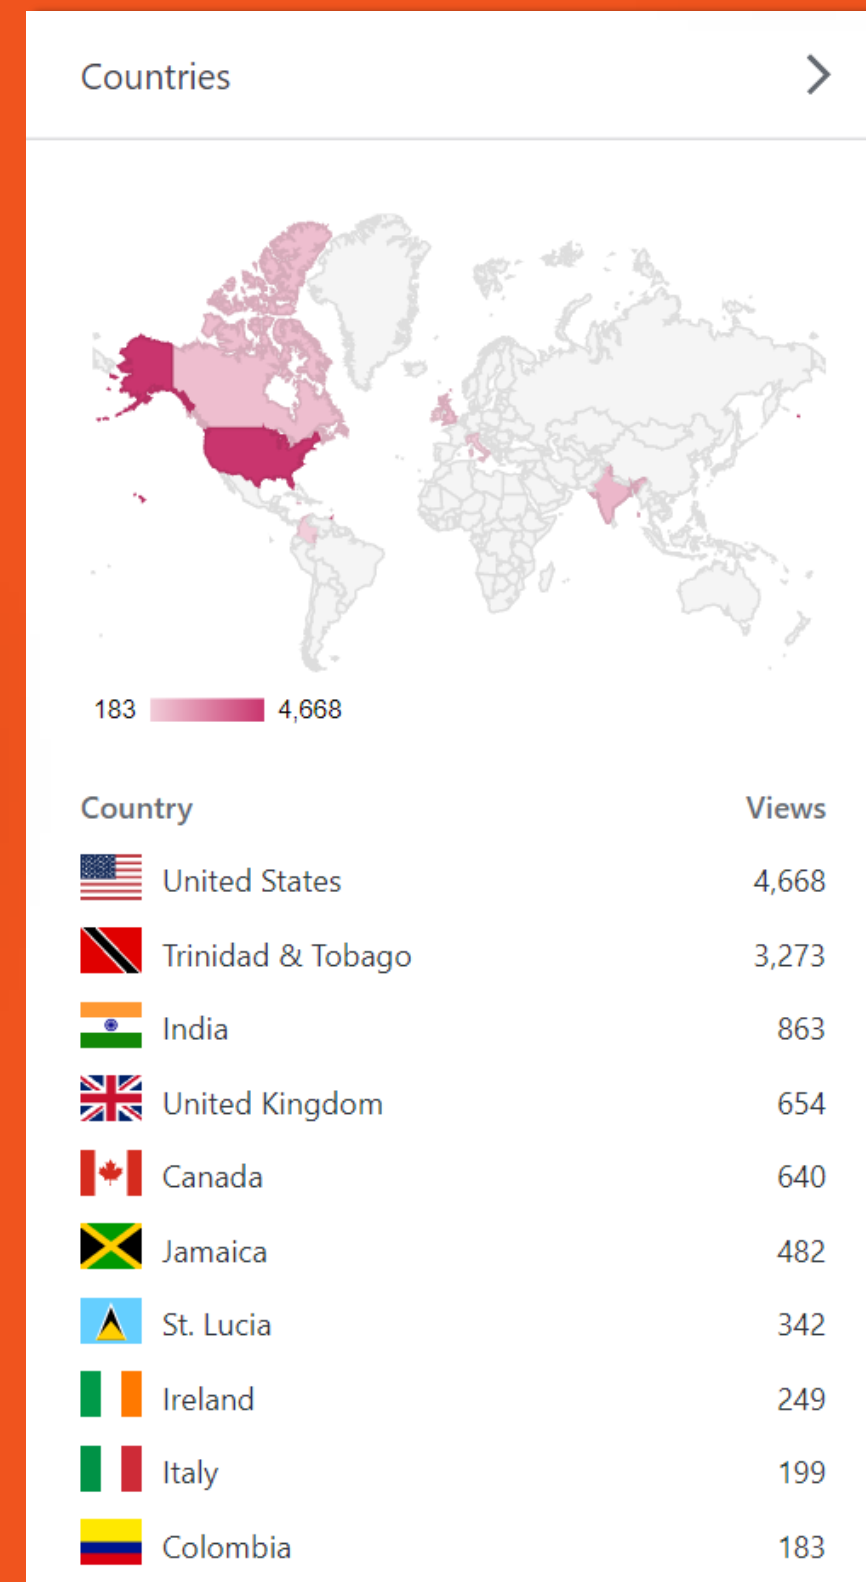 Countries
183 4,668
Country Views
United States 4,668
Trinidad & Tobago 3,273
India 863
United Kingdom 654
Canada 640
Jamaica 482
St. Lucia 342
Ireland 249
Italy 199
Colombia 183